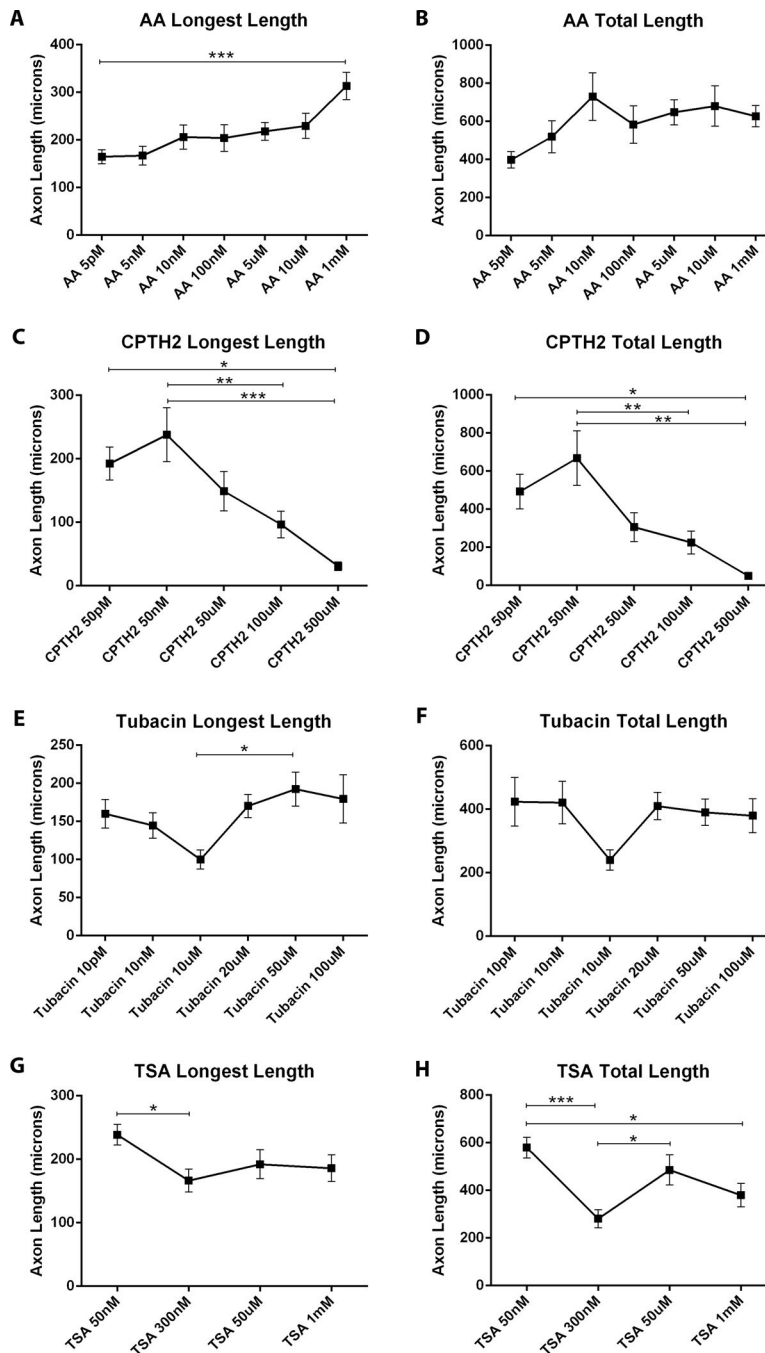 A
AA Longest Length
Axon Length (microns)
400
300
200
100
0
***
AA 5pM
AA 5nM
AA 10nM
AA 100nM
AA 5uM
AA 10uM
AA 1mM
B
AA Total Length
Axon Length (microns)
1000
800
600
400
200
0
AA 5pM
AA 5nM
AA 10nM
AA 100nM
AA 5uM
AA 10uM
AA 1mM
C
CPTH2 Longest Length
Axon Length (microns)
300
200
100
0
*
**
***
CPTH2 50pM
CPTH2 50nM
CPTH2 50uM
CPTH2 100uM
CPTH2 500uM
D
CPTH2 Total Length
Axon Length (microns)
1000
800
600
400
200
0
*
**
**
CPTH2 50pM
CPTH2 50nM
CPTH2 50uM
CPTH2 100uM
CPTH2 500uM
E
Tubacin Longest Length
Axon Length (microns)
250
200
150
100
50
0
*
Tubacin 10pM
Tubacin 10nM
Tubacin 10uM
Tubacin 20uM
Tubacin 50uM
Tubacin 100uM
F
Tubacin Total Length
Axon Length (microns)
600
400
200
0
Tubacin 10pM
Tubacin 10nM
Tubacin 10uM
Tubacin 20uM
Tubacin 50uM
Tubacin 100uM
G
TSA Longest Length
Axon Length (microns)
300
200
100
0
*
TSA 50nM
TSA 300nM
TSA 50uM
TSA 1mM
H
TSA Total Length
Axon Length (microns)
800
600
400
200
0
***
*
*
TSA 50nM
TSA 300nM
TSA 50uM
TSA 1mM